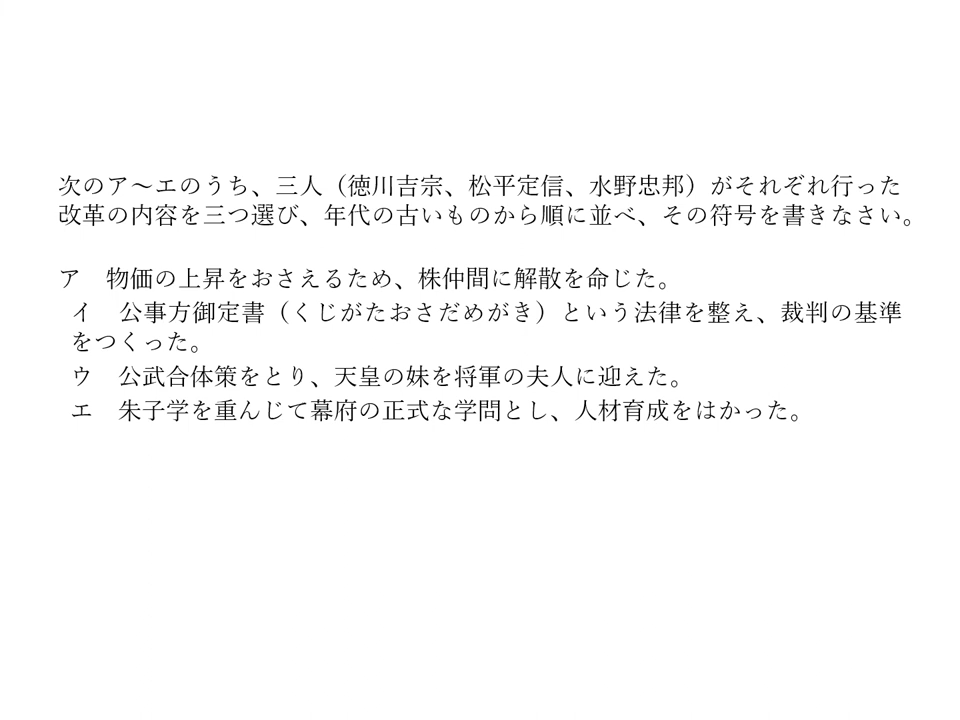 次のア～エのうち、三人（徳川吉宗、松平定信、水野忠邦）がそれぞれ行った
改革の内容を三つ選び、年代の古いものから順に並べ、その符号を書きなさい。
ア　物価の上昇をおさえるため、株仲間に解散を命じた。
イ　公事方御定書（くじがたおさだめがき）という法律を整え、裁判の基準
をつくった。
ウ　公武合体策をとり、天皇の妹を将軍の夫人に迎えた。
エ　朱子学を重んじて幕府の正式な学問とし、人材育成をはかった。